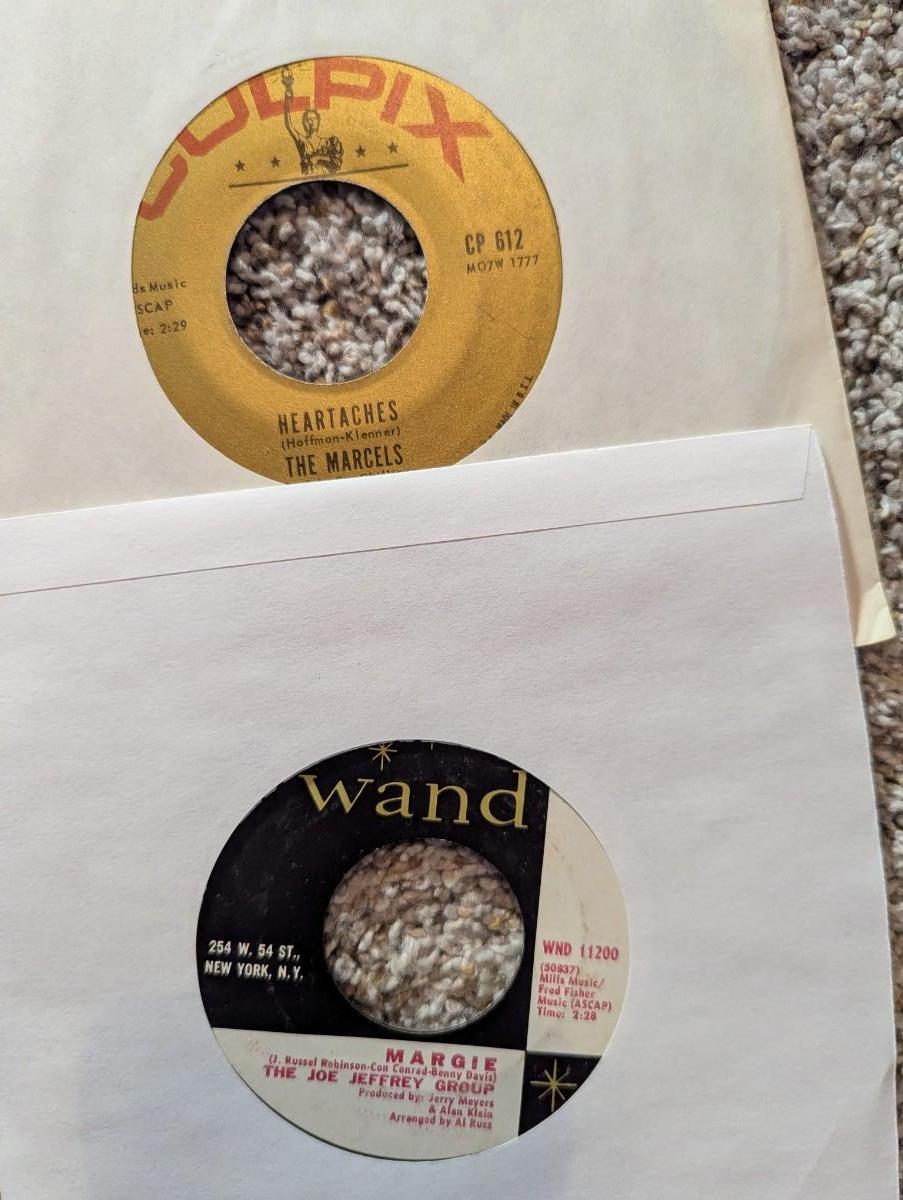 COLPIX
CP 612
MO7W 1777
ds Music
SCAP
e: 2:29
MADE IN U.S.A.
HEARTACHES
(Hoffman-Klenner)
THE MARCELS
wand
254 W. 54 ST.,
NEW YORK, N.Y.
WND 11200
(50837)
Mills Music/
Fred Fisher
Music (ASCAP)
Time: 2:28
MARGIE
(J. Russel Robinson-Con Conrad-Benny Davis)
THE JOE JEFFREY GROUP
Produced by: Jerry Meyers
& Alan Klein
Arranged by Al Russ